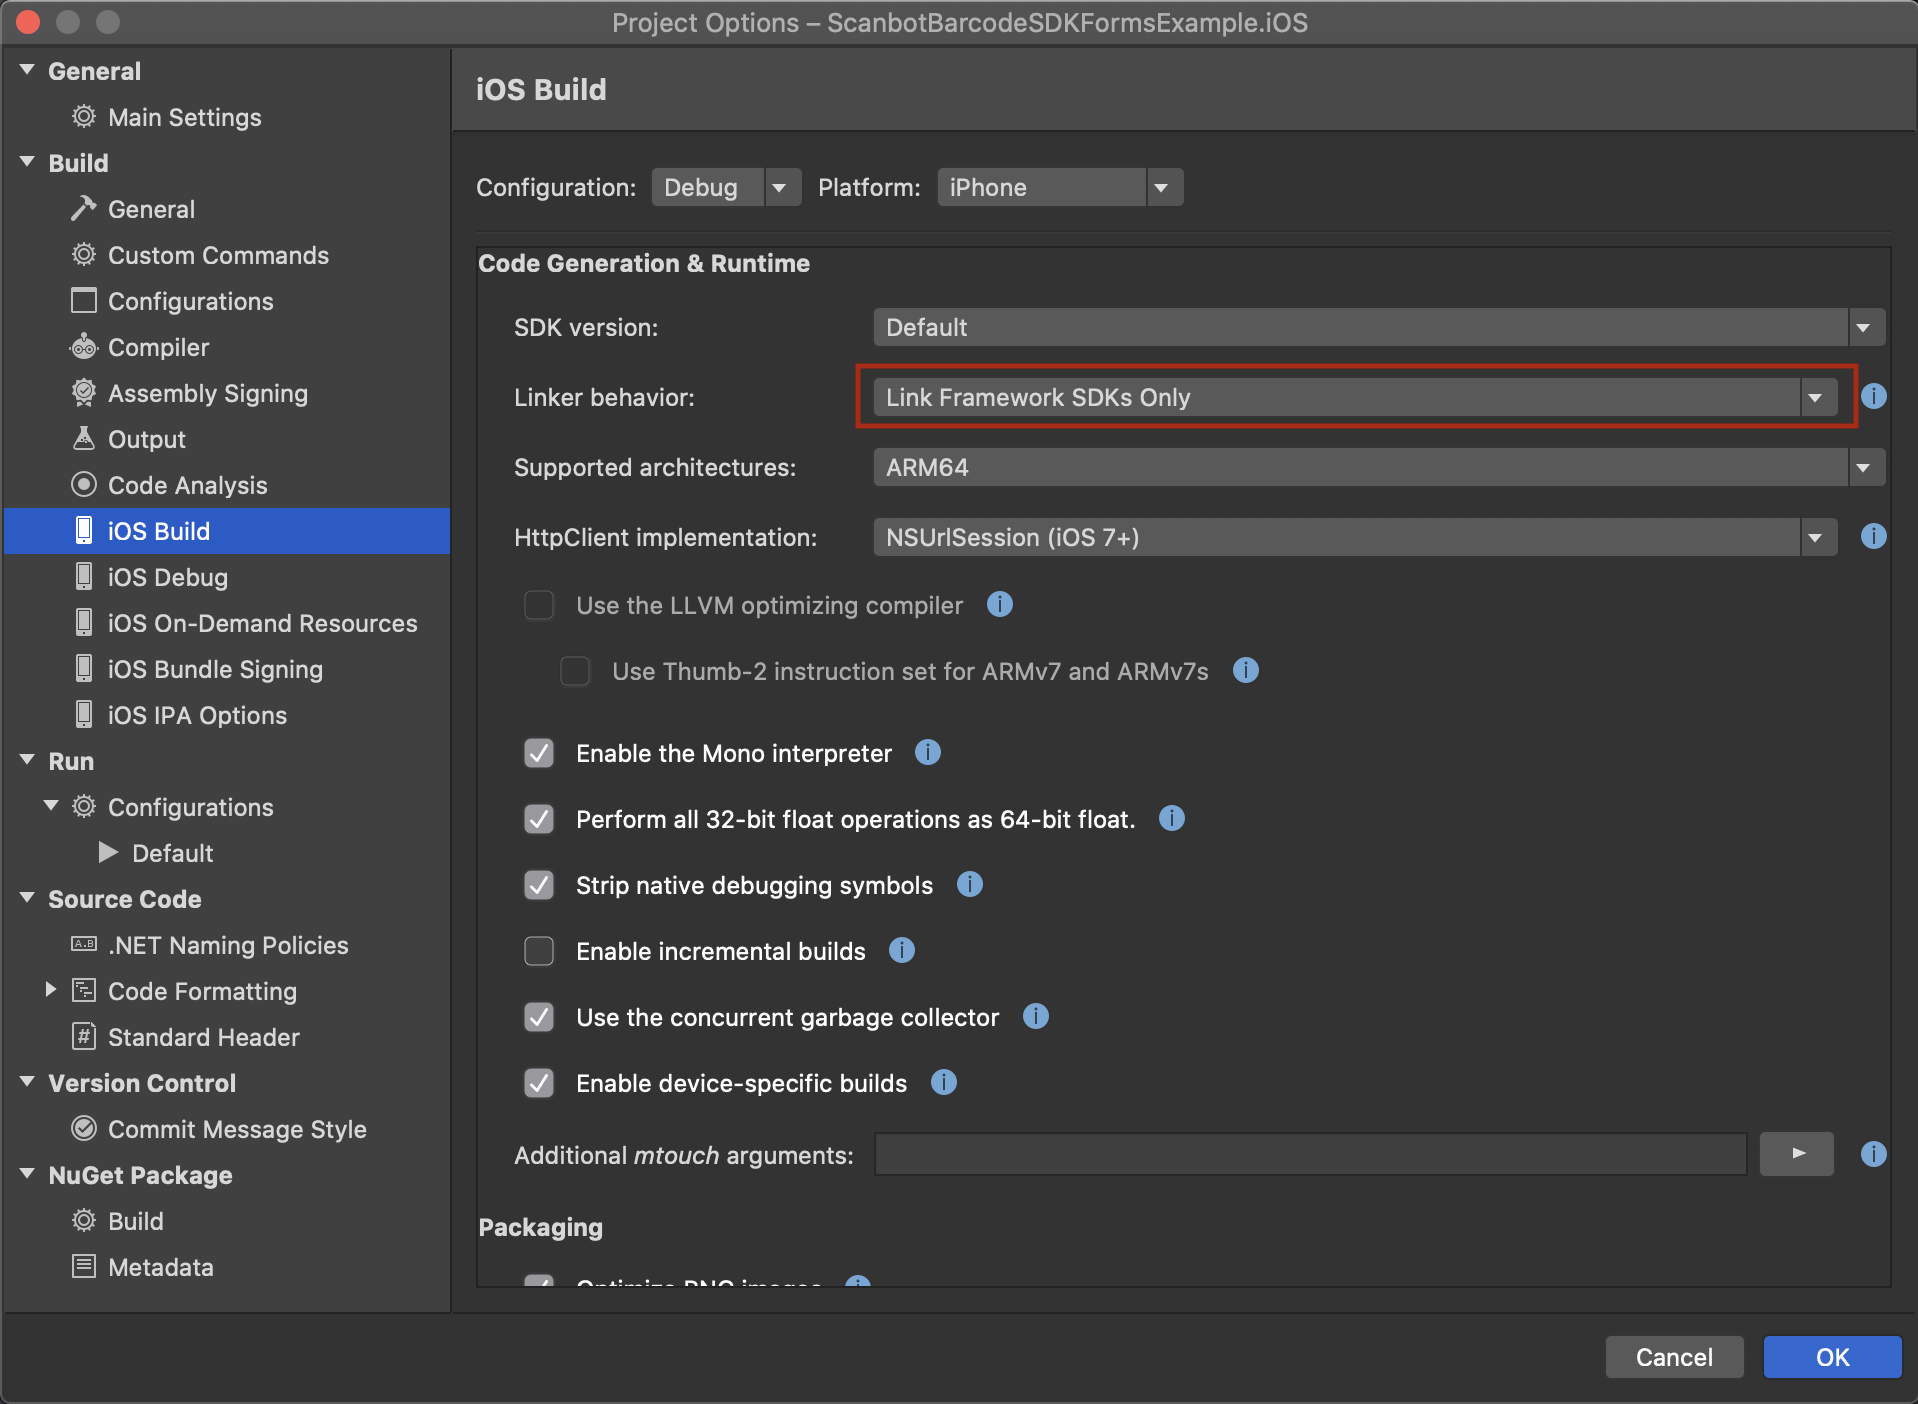 Project Options – ScanbotBarcodeSDKFormsExample.iOS
General
Main Settings
Build
General
Custom Commands
Configurations
Compiler
Assembly Signing
Output
Code Analysis
iOS Build
iOS Debug
iOS On-Demand Resources
iOS Bundle Signing
iOS IPA Options
Run
Configurations
Default
Source Code
.NET Naming Policies
Code Formatting
Standard Header
Version Control
Commit Message Style
NuGet Package
Build
Metadata
iOS Build
Configuration: Debug Platform: iPhone
Code Generation & Runtime
SDK version: Default
Linker behavior: Link Framework SDKs Only
Supported architectures: ARM64
HttpClient implementation: NSUrlSession (iOS 7+)
Use the LLVM optimizing compiler
Use Thumb-2 instruction set for ARMv7 and ARMv7s
Enable the Mono interpreter
Perform all 32-bit float operations as 64-bit float.
Strip native debugging symbols
Enable incremental builds
Use the concurrent garbage collector
Enable device-specific builds
Additional mtouch arguments:
Packaging
Optimize PNG images
Cancel OK